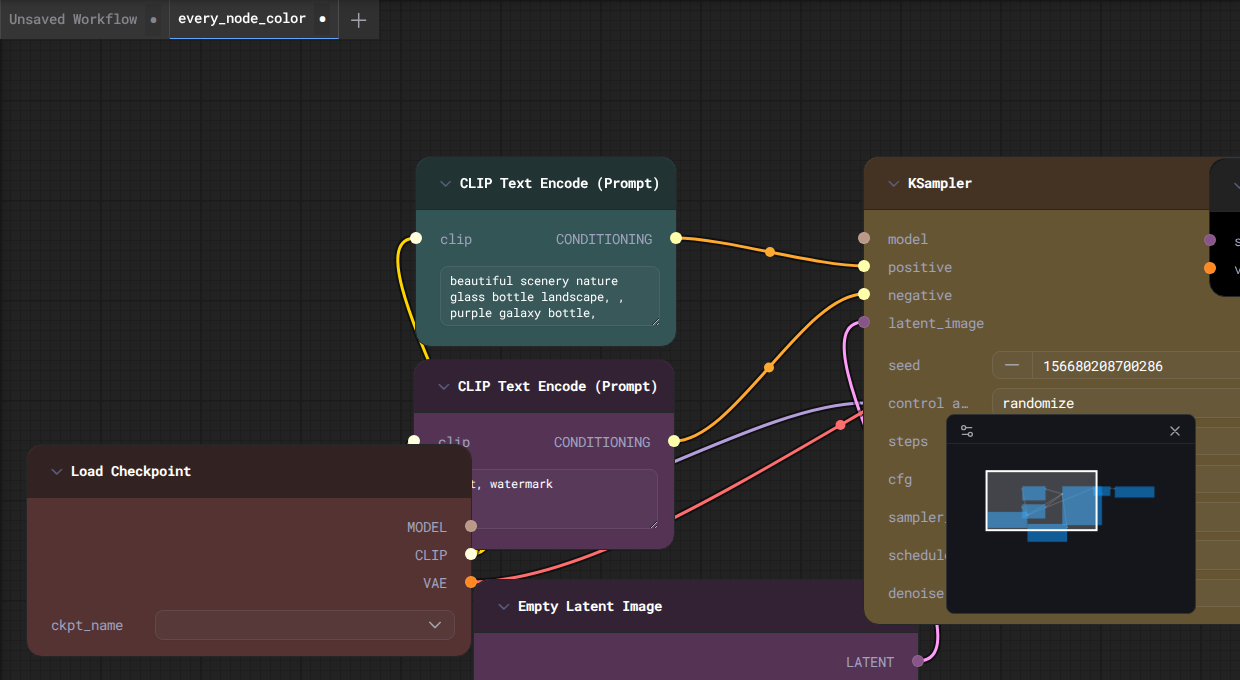 Unsaved Workflow
every_node_color
CLIP Text Encode (Prompt)
clip
CONDITIONING
beautiful scenery nature
glass bottle landscape, ,
purple galaxy bottle,
CLIP Text Encode (Prompt)
clip
CONDITIONING
watermark
Load Checkpoint
MODEL
CLIP
VAE
ckpt_name
Empty Latent Image
LATENT
KSampler
model
positive
negative
latent_image
seed
156680208700286
control a…
randomize
steps
cfg
sampler_
schedul
denoise